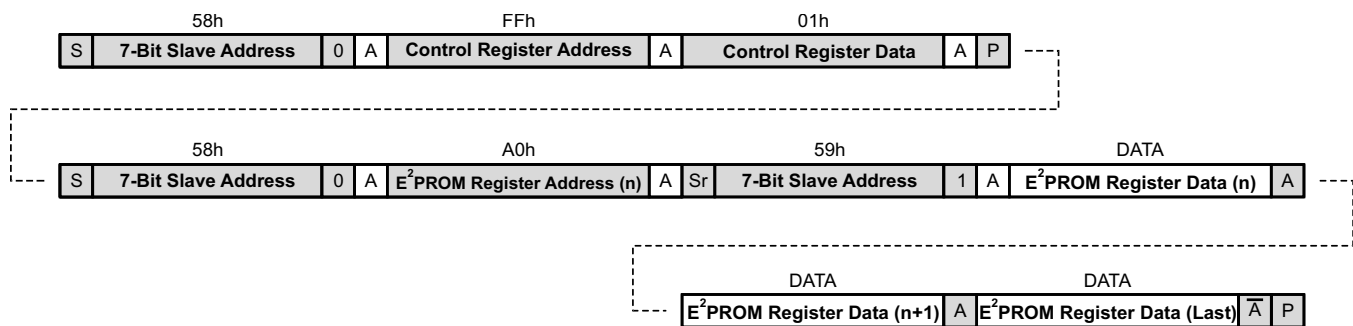 58h FFh 01h
S 7-Bit Slave Address 0 A Control Register Address A Control Register Data A P
58h A0h 59h DATA
S 7-Bit Slave Address 0 A E²PROM Register Address (n) A Sr 7-Bit Slave Address 1 A E²PROM Register Data (n) A
DATA DATA
E²PROM Register Data (n+1) A E²PROM Register Data (Last) A̅ P